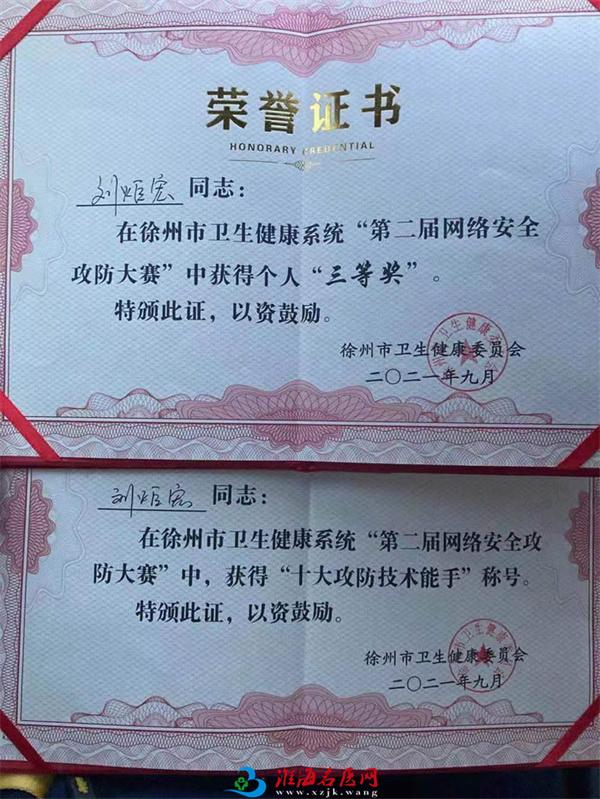 荣誉证书
HONORARY CREDENTIAL
刘炬宏 同志：
在徐州市卫生健康系统“第二届网络安全
攻防大赛”中获得个人“三等奖”。
特颁此证，以资鼓励。
徐州市卫生健康委员会
二〇二一年九月
刘炬宏 同志：
在徐州市卫生健康系统“第二届网络安全攻
防大赛”中，获得“十大攻防技术能手”称号。
特颁此证，以资鼓励。
徐州市卫生健康委员会
二〇二一年九月
淮海名医网
www.xzjk.wang